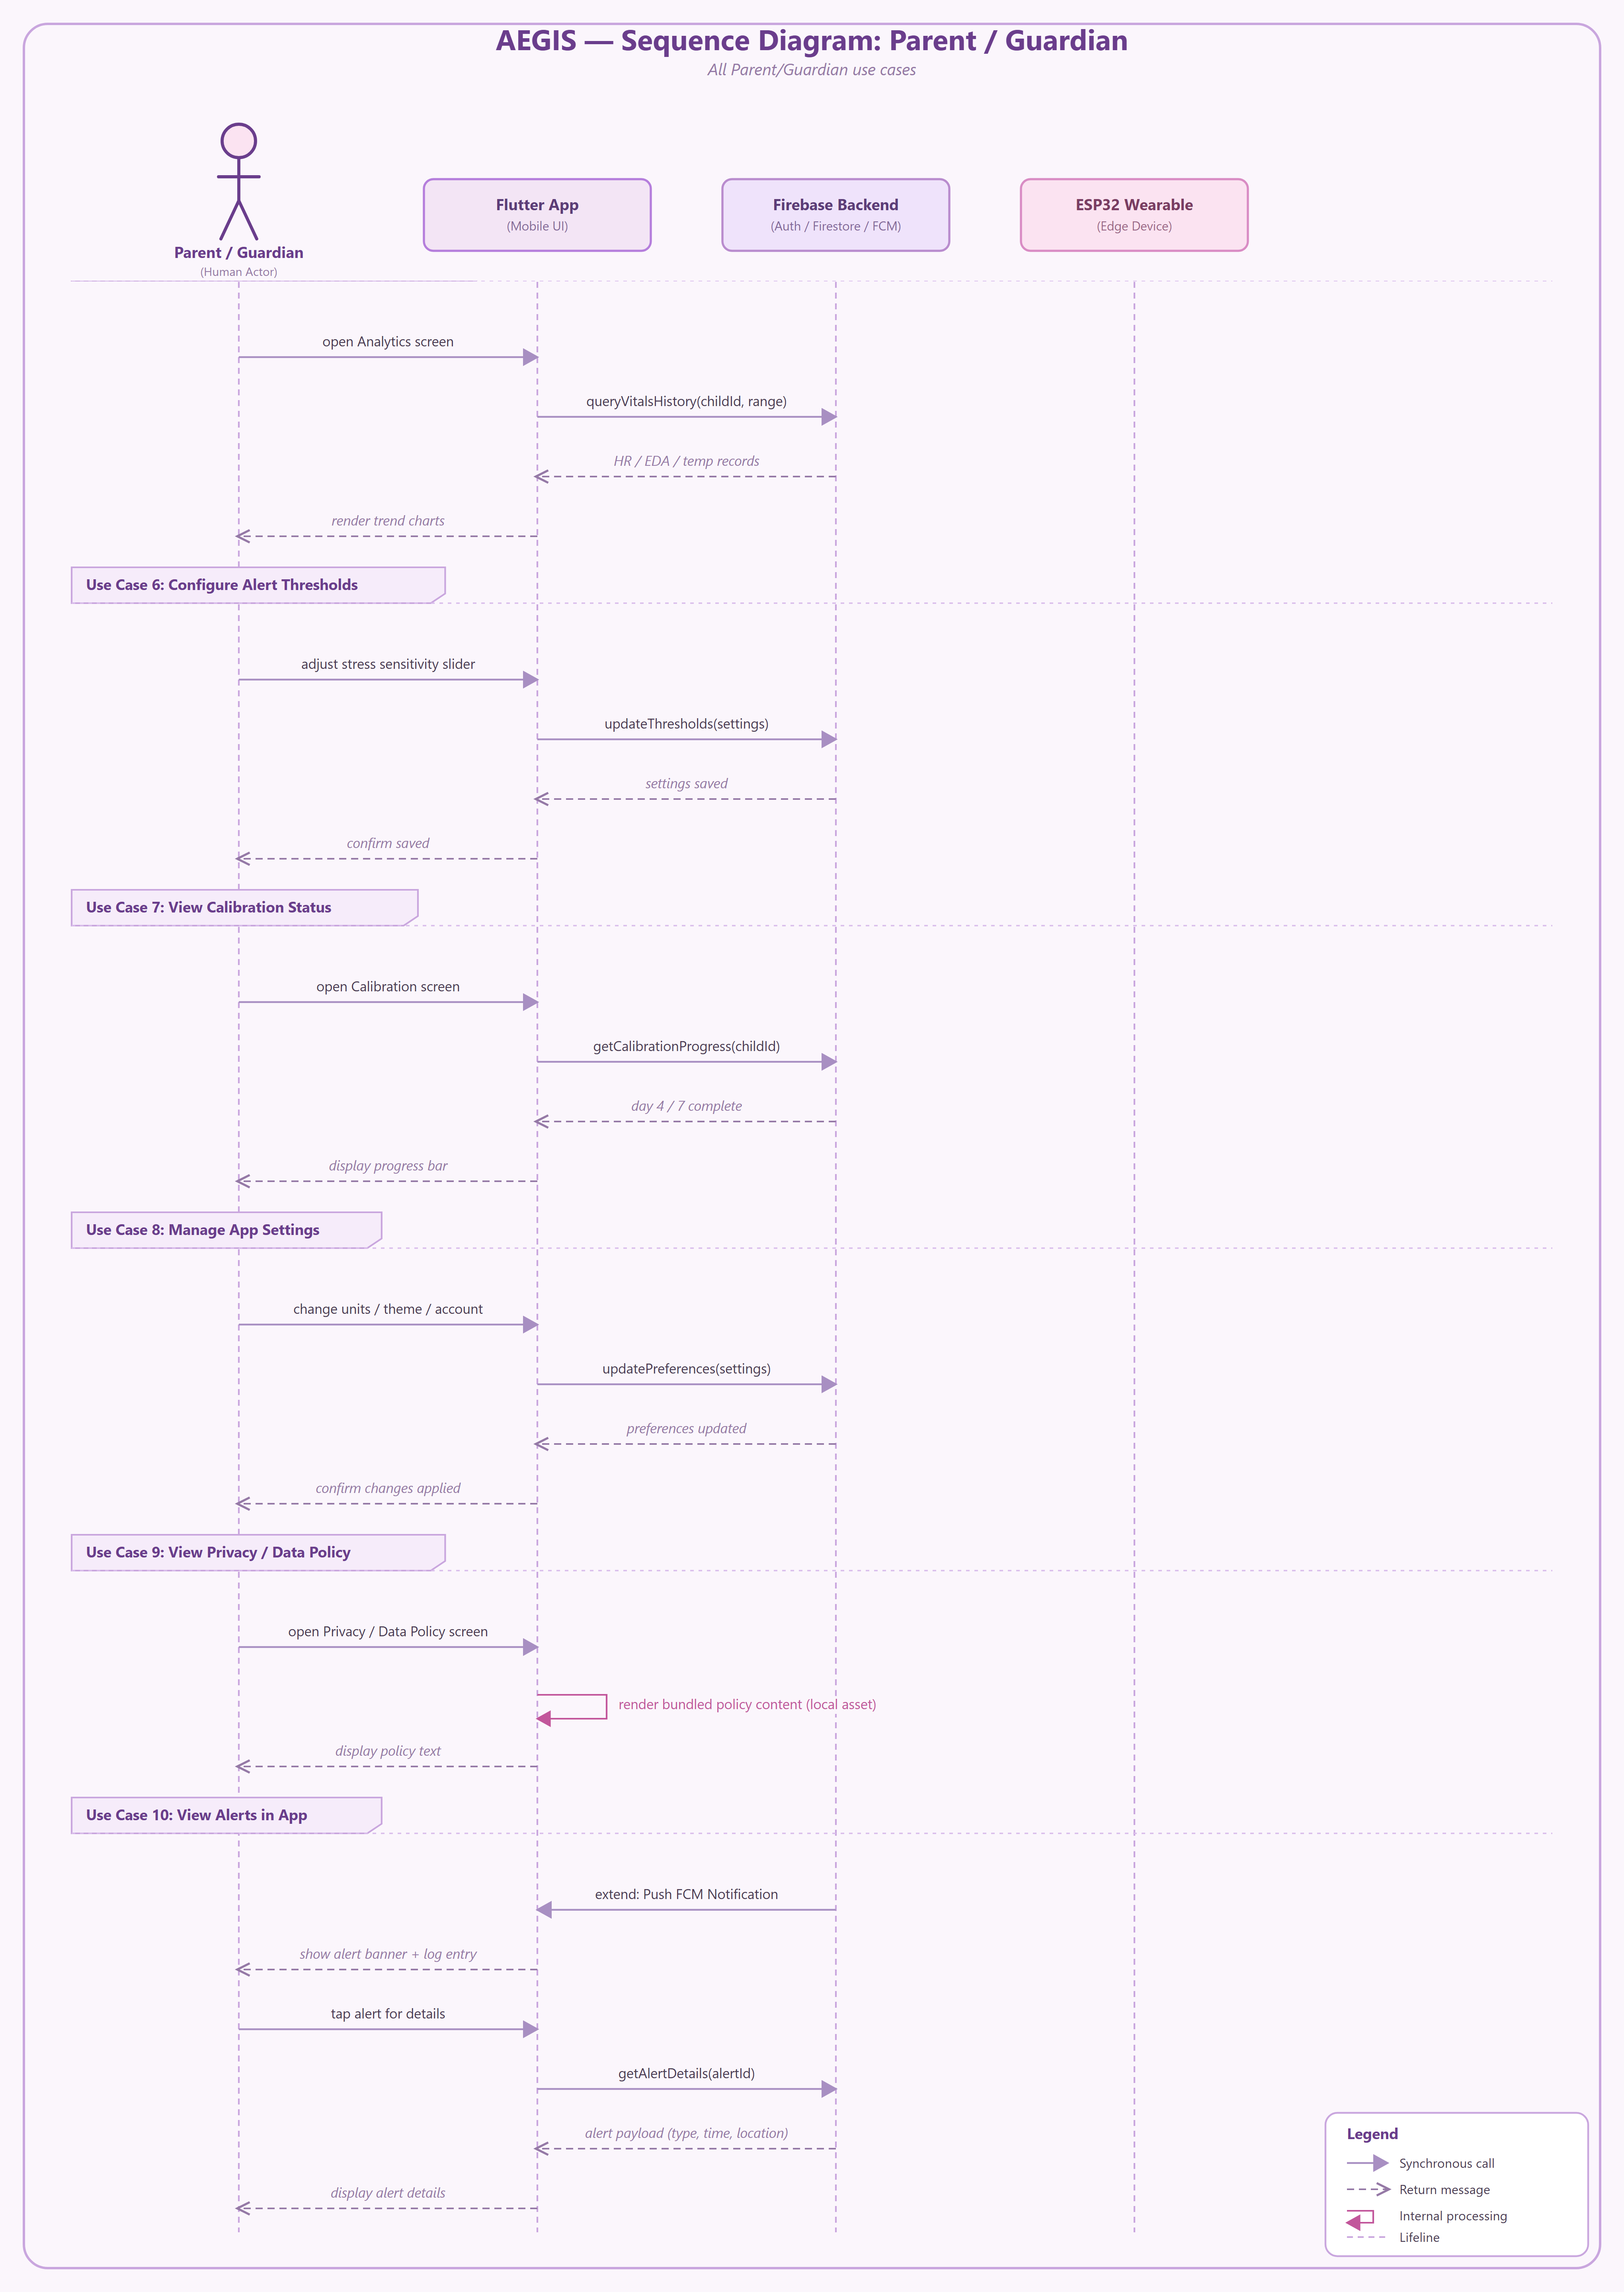 AEGIS — Sequence Diagram: Parent / Guardian
All Parent/Guardian use cases
Parent / Guardian
(Human Actor)
Flutter App
(Mobile UI)
Firebase Backend
(Auth / Firestore / FCM)
ESP32 Wearable
(Edge Device)
open Analytics screen
queryVitalsHistory(childId, range)
HR / EDA / temp records
render trend charts
Use Case 6: Configure Alert Thresholds
adjust stress sensitivity slider
updateThresholds(settings)
settings saved
confirm saved
Use Case 7: View Calibration Status
open Calibration screen
getCalibrationProgress(childId)
day 4 / 7 complete
display progress bar
Use Case 8: Manage App Settings
change units / theme / account
updatePreferences(settings)
preferences updated
confirm changes applied
Use Case 9: View Privacy / Data Policy
open Privacy / Data Policy screen
render bundled policy content (local asset)
display policy text
Use Case 10: View Alerts in App
extend: Push FCM Notification
show alert banner + log entry
tap alert for details
getAlertDetails(alertId)
alert payload (type, time, location)
display alert details
Legend
Synchronous call
Return message
Internal processing
Lifeline